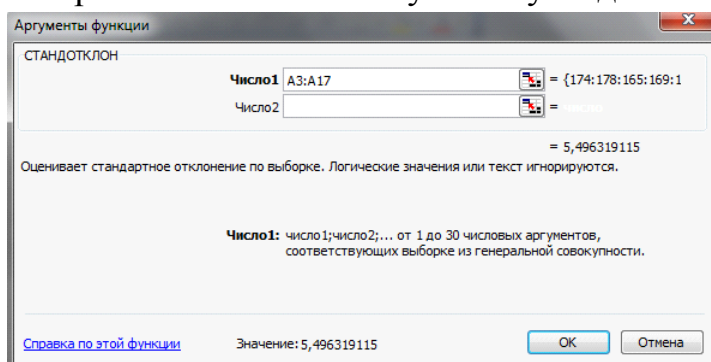 Аргументы функции
СТАНДОТКЛОН
Число1 A3:A17 = {174:178:165:169:1
Число2 = число
= 5,496319115
Оценивает стандартное отклонение по выборке. Логические значения или текст игнорируются.
Число1: число1;число2;... от 1 до 30 числовых аргументов,
соответствующих выборке из генеральной совокупности.
Справка по этой функции Значение:5,496319115 ОК Отмена